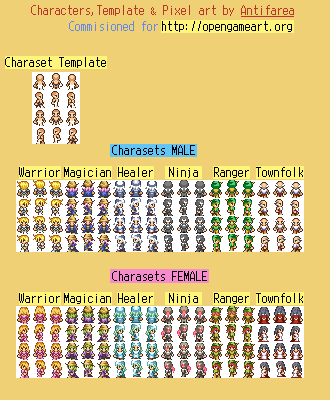 Characters,Template & Pixel art by Antifarea
Commisioned for http://opengameart.org
Charaset Template
Charasets MALE
Warrior Magician Healer Ninja Ranger Townfolk
Charasets FEMALE
Warrior Magician Healer Ninja Ranger Townfolk